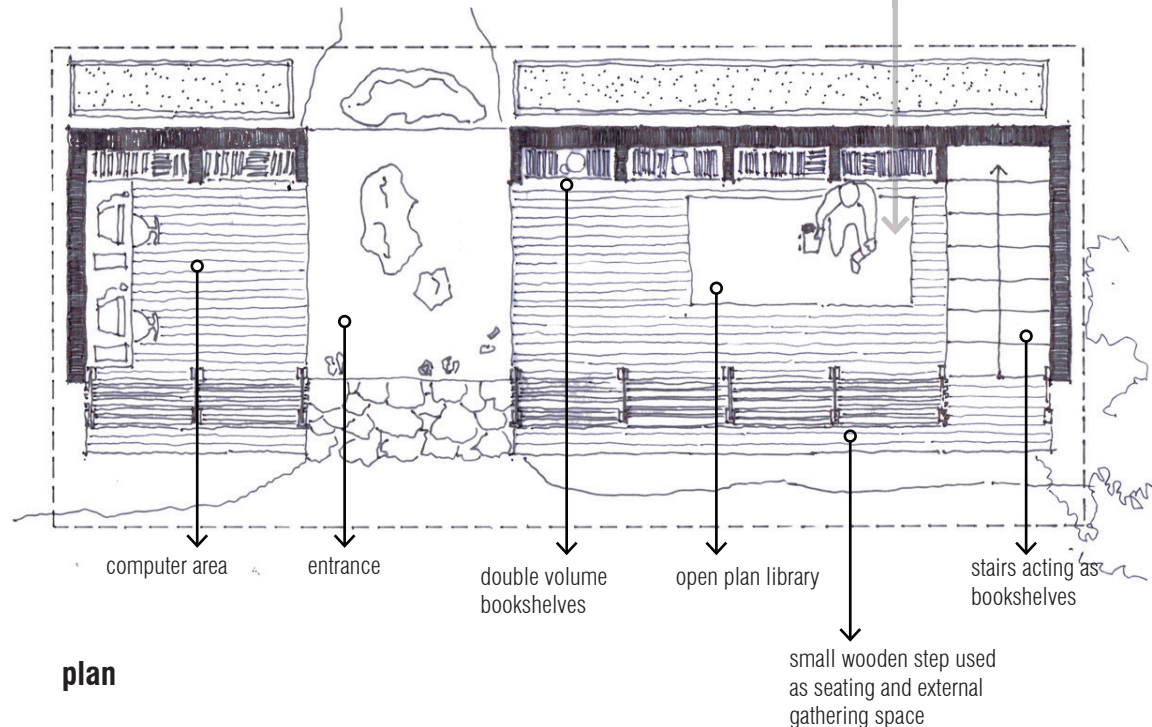 computer area
entrance
double volume
bookshelves
open plan library
stairs acting as
bookshelves
small wooden step used
as seating and external
gathering space
plan